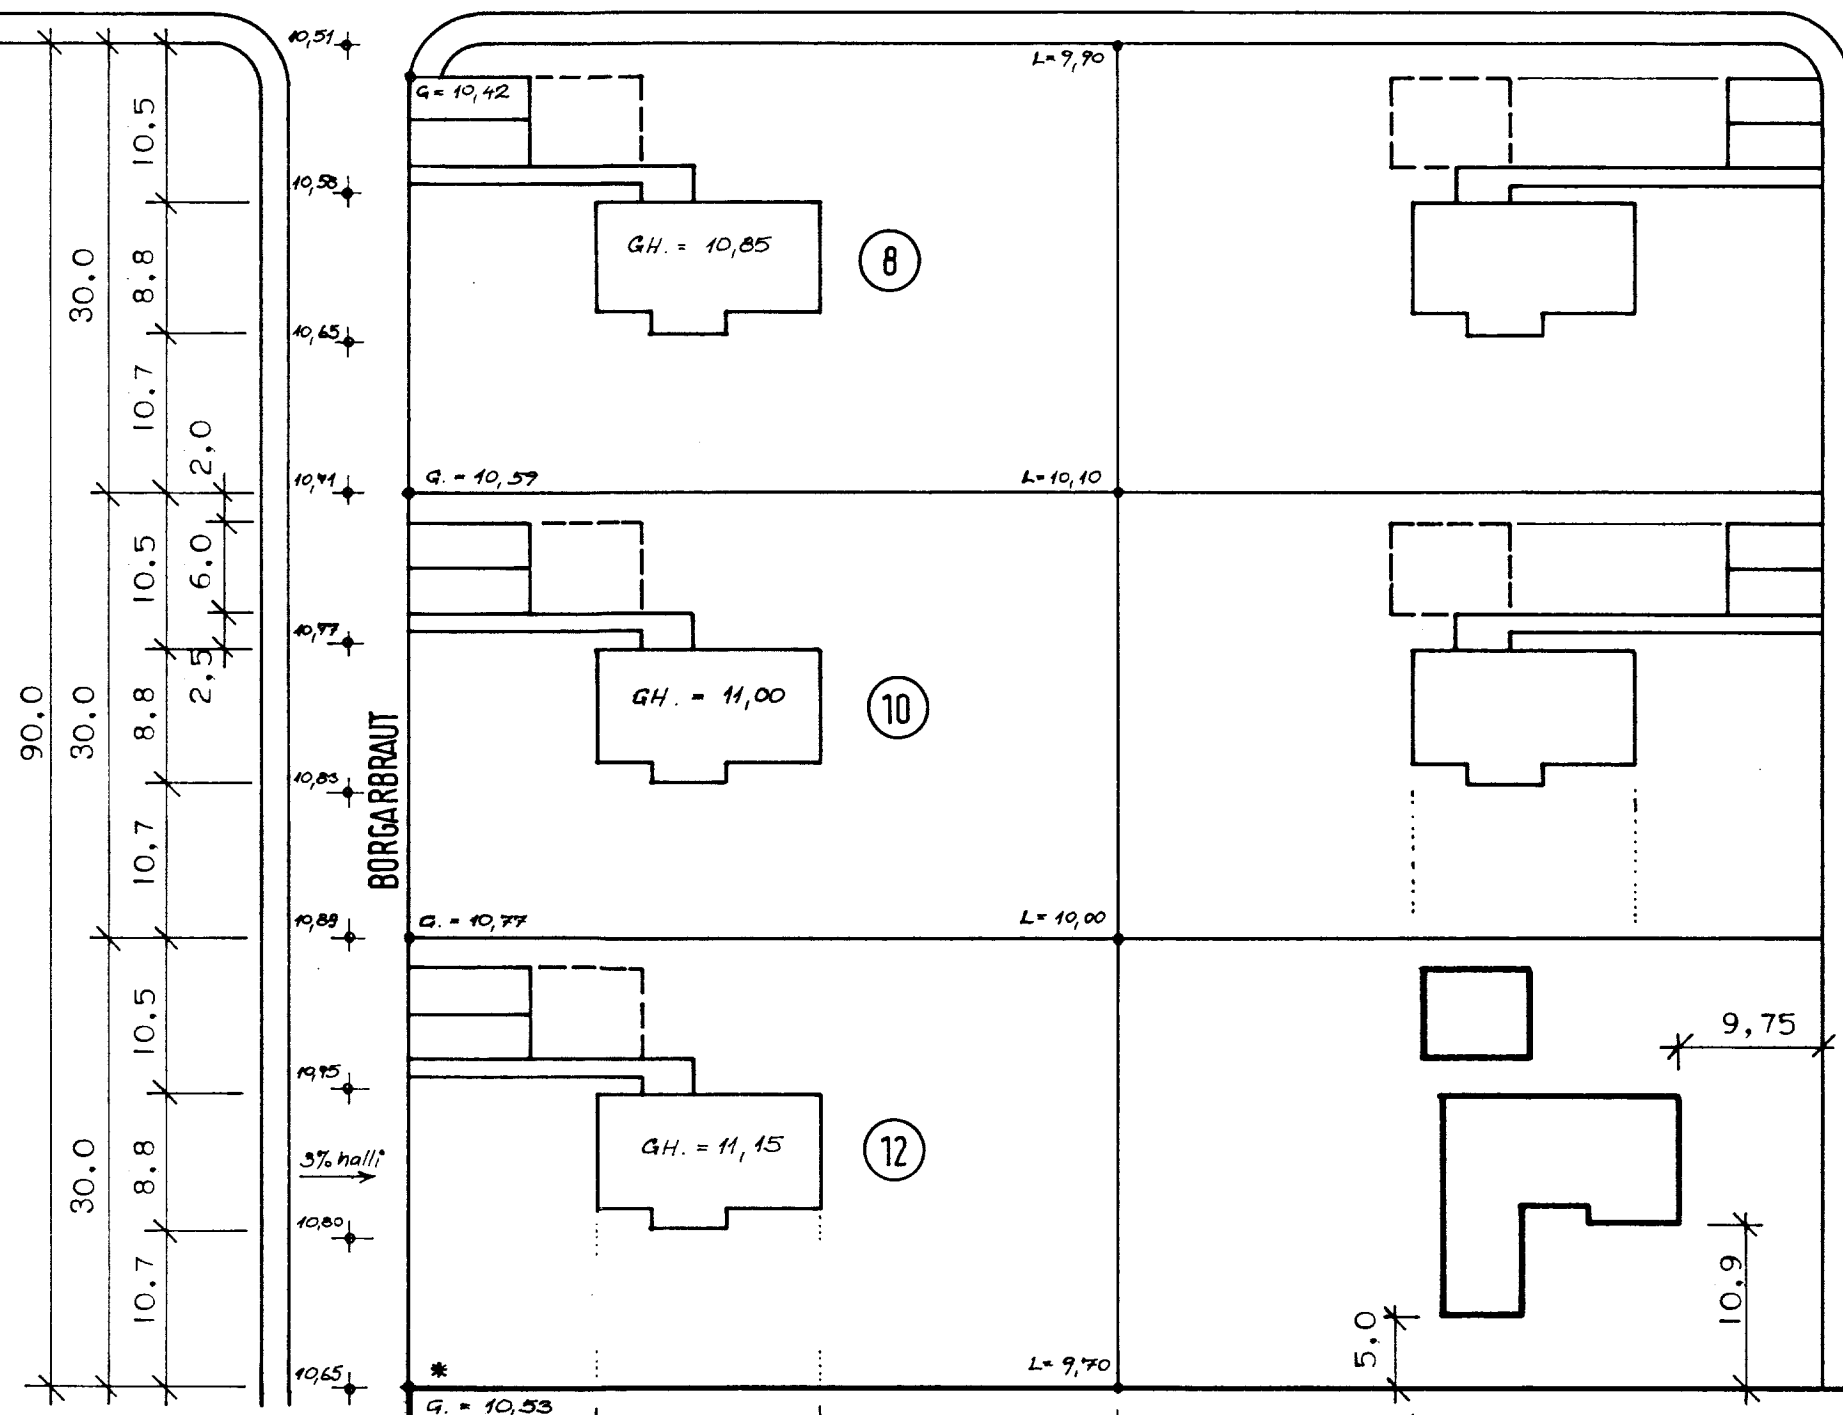 10,51
L= 9,90
G= 10,42
10.5
10,58
GH. = 10,85
8
30.0
8.8
10,65
10.7
2,0
10,71
G. = 10,59
L= 10,10
10.5
6.0
10,77
2,5
GH. = 11,00
10
90.0
30.0
8.8
10,83
BORGARBRAUT
10,7
10,89
G. = 10,77
L= 10,00
10.5
9,75
10,95
GH. = 11,15
12
30.0
8.8
3% halli
10,80
10.7
10,9
5,0
*
10,65
L= 9,70
G. = 10,53